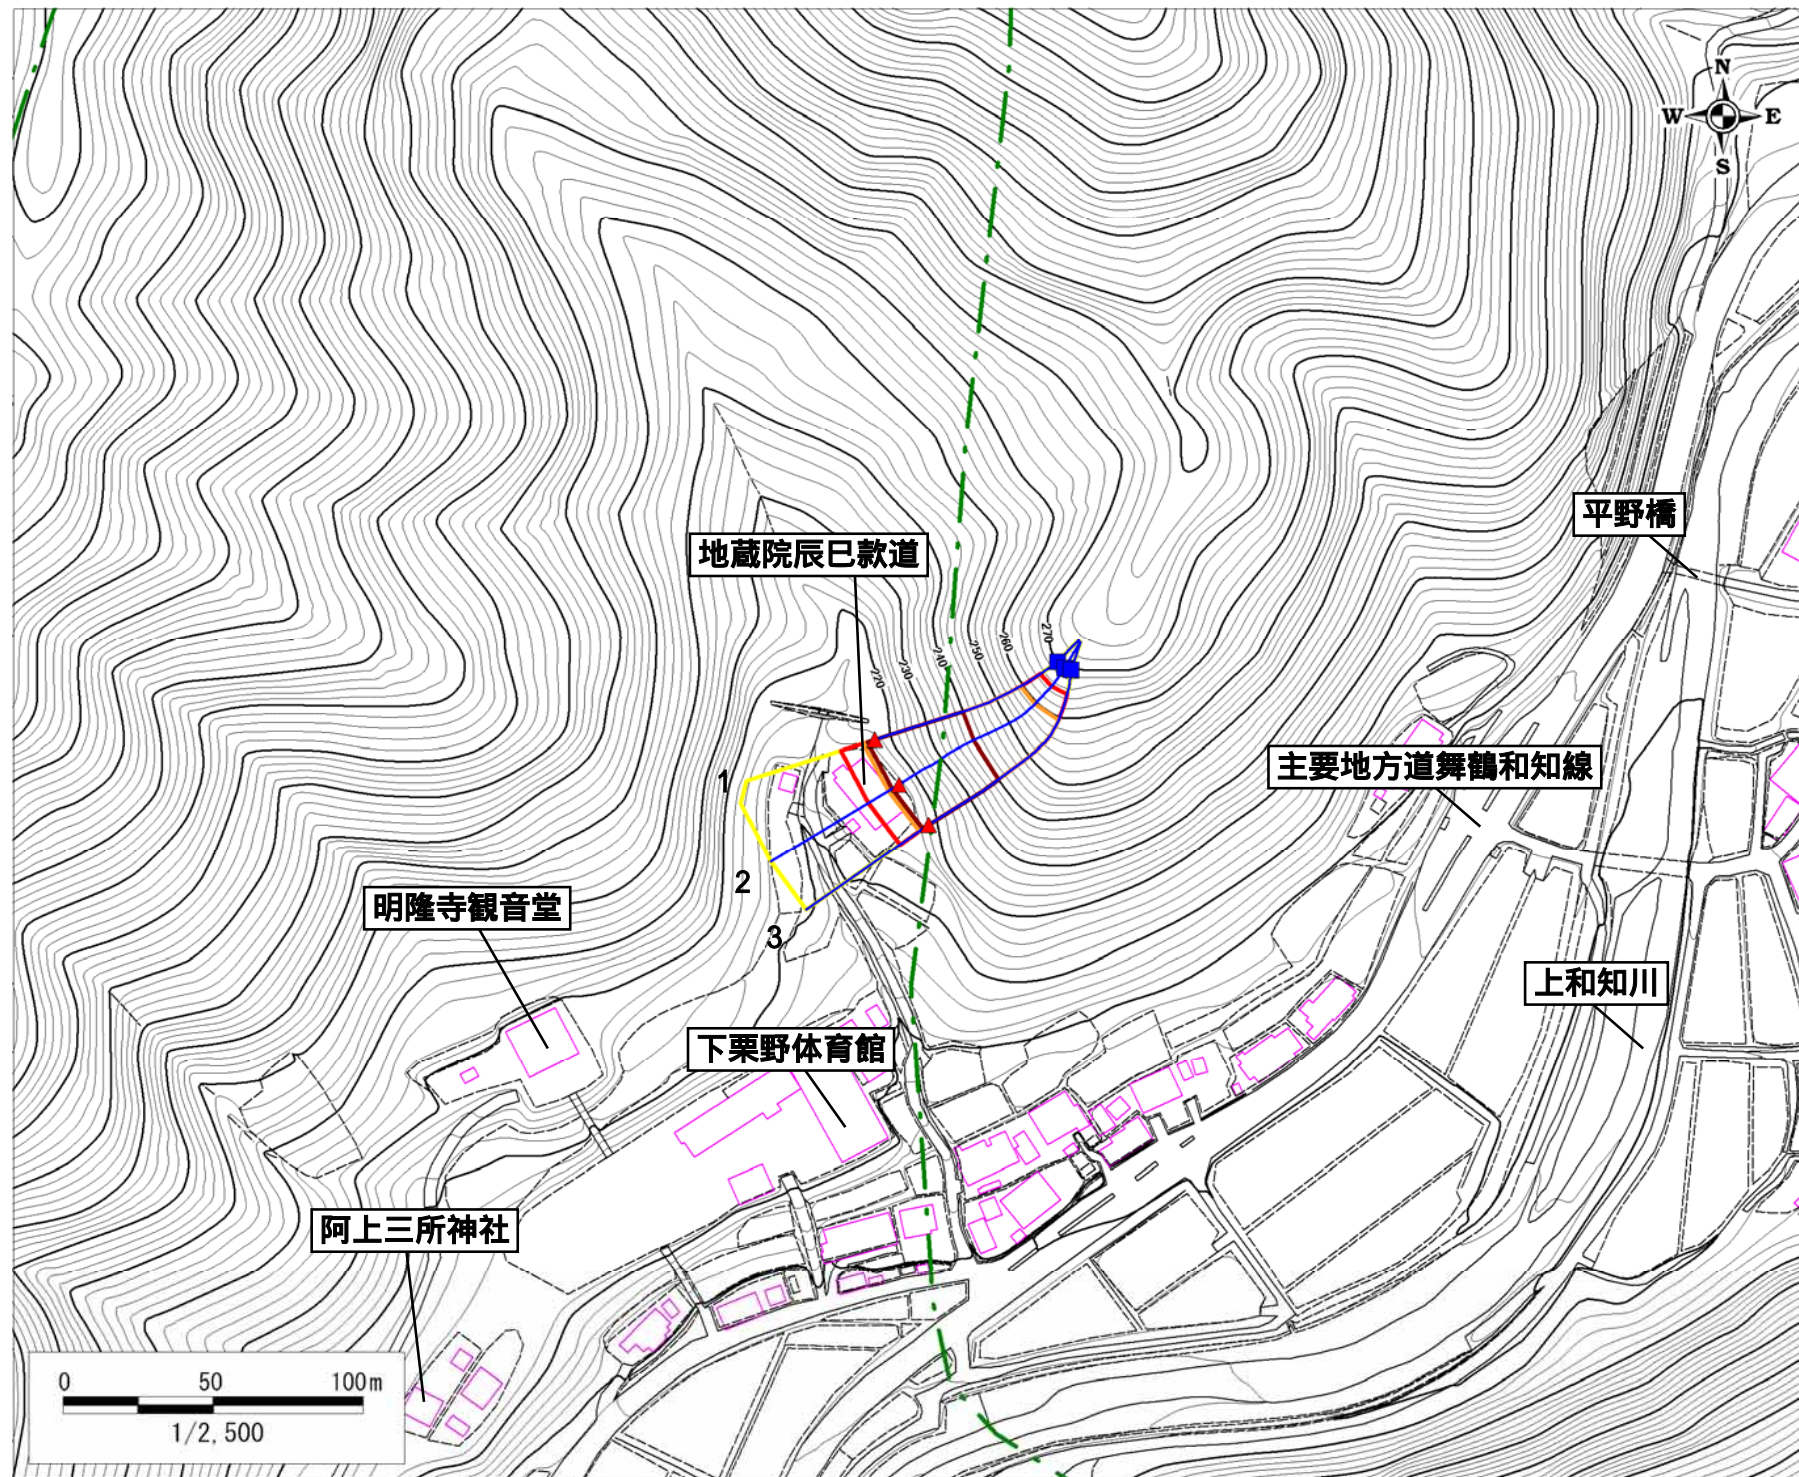 N
W E
S
平野橋
地蔵院辰巳款道
270
260
250
240
230
220
主要地方道舞鶴和知線
1
2
3
明隆寺観音堂
上和知川
下粟野体育館
阿上三所神社
0 50 100m
1/2,500